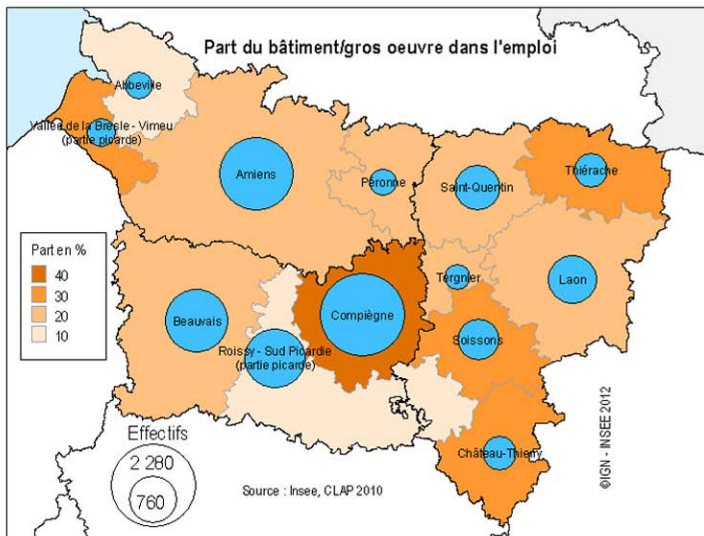 Part du bâtiment/gros oeuvre dans l'emploi
Abbeville
Vallée de la Bresle - Vimeu
(partie picarde)
Amiens
Péronne
Saint-Quentin
Thiérache
Part en %
40
30
20
10
Beauvais
Roissy - Sud Picardie
(partie picarde)
Compiègne
Tergnier
Laon
Soissons
Château-Thierry
Effectifs
2 280
760
Source : Insee, CLAP 2010
©IGN - INSEE 2012